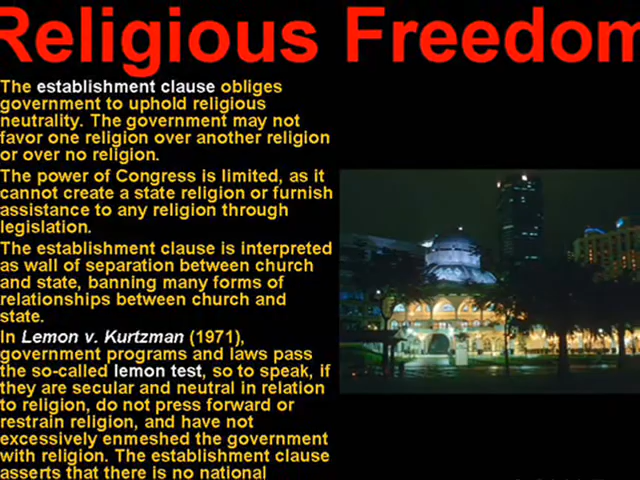 Religious Freedom
The establishment clause obliges
government to uphold religious
neutrality. The government may not
favor one religion over another religion
or over no religion.
The power of Congress is limited, as it
cannot create a state religion or furnish
assistance to any religion through
legislation.
The establishment clause is interpreted
as wall of separation between church
and state, banning many forms of
relationships between church and
state.
In Lemon v. Kurtzman (1971),
government programs and laws pass
the so-called lemon test, so to speak, if
they are secular and neutral in relation
to religion, do not press forward or
restrain religion, and have not
excessively enmeshed the government
with religion. The establishment clause
asserts that there is no national